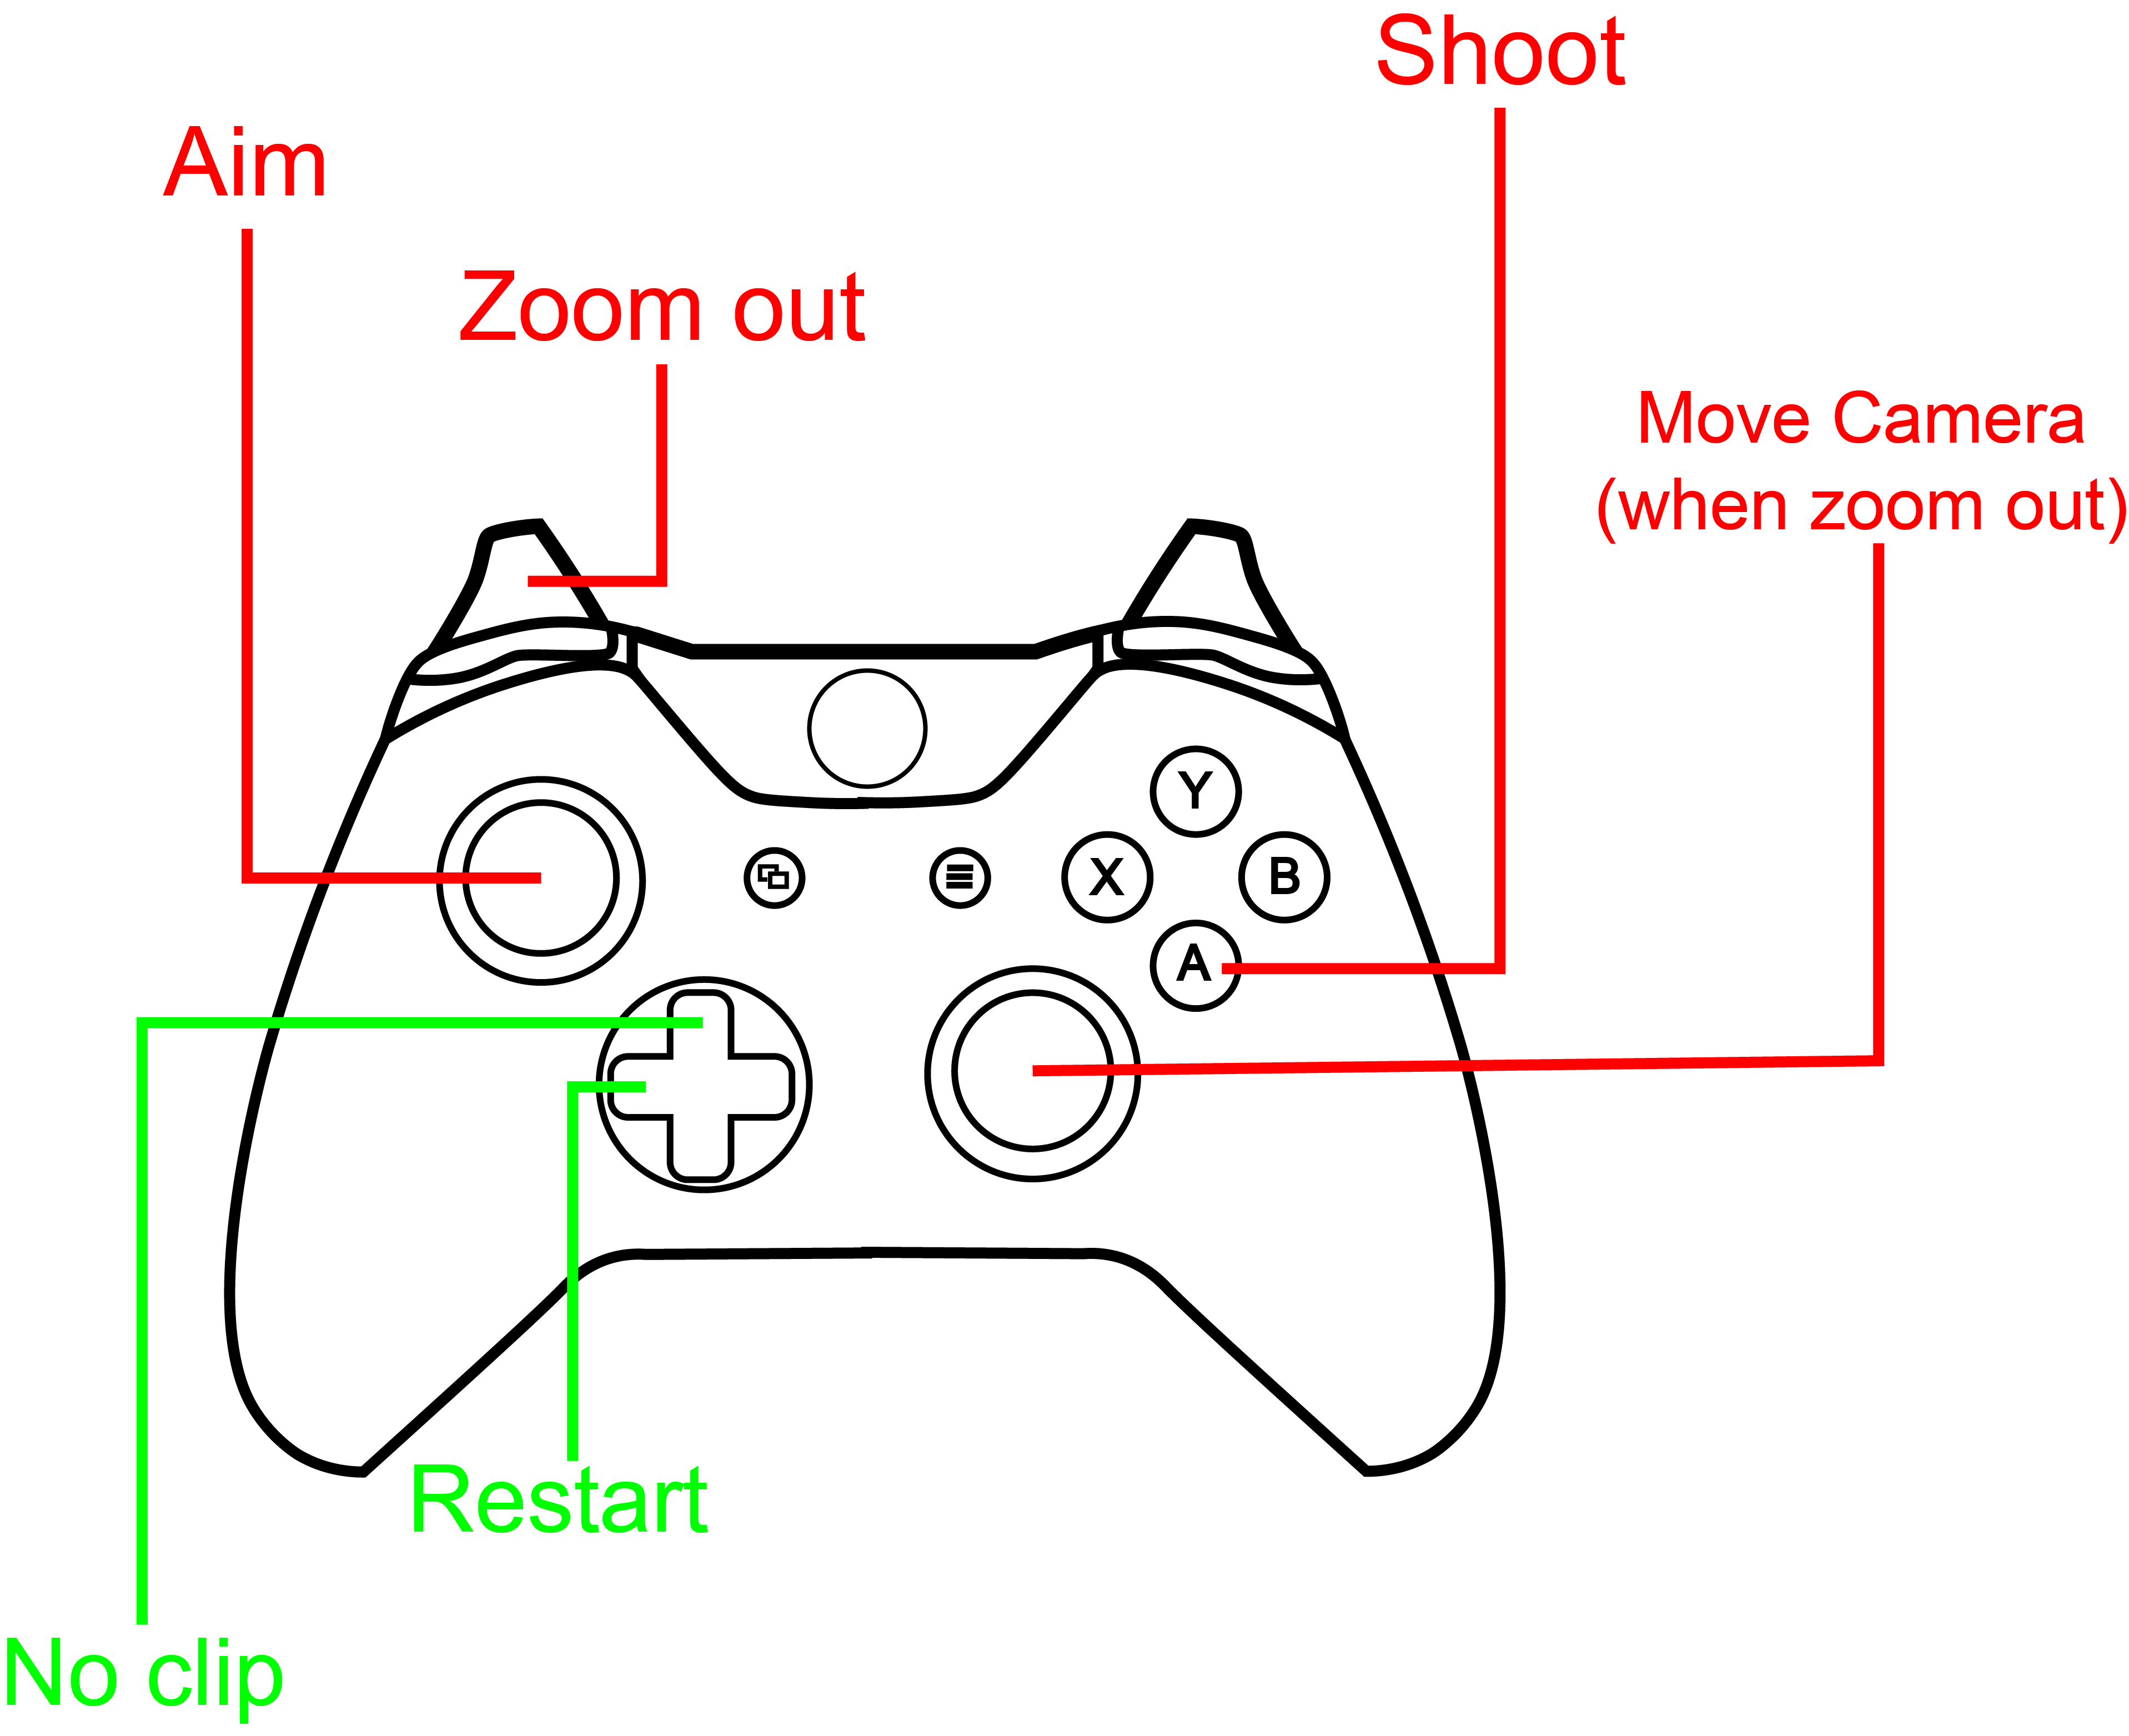 Shoot
Aim
Zoom out
Move Camera
(when zoom out)
Y
X
B
A
Restart
No clip